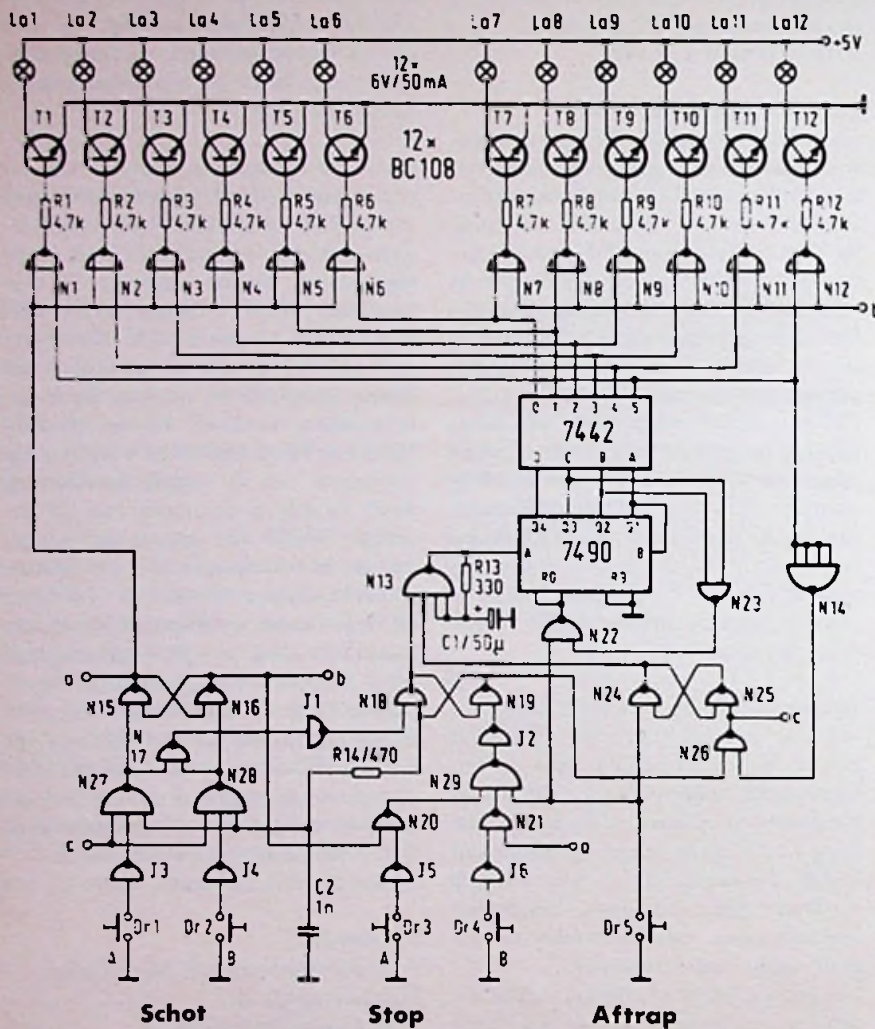 La1 La2 La3 La4 La5 La6 La7 La8 La9 La10 La11 La12
+5V
12×
6V/50mA
T1 T2 T3 T4 T5 T6 T7 T8 T9 T10 T11 T12
12×
BC108
R1 R2 R3 R4 R5 R6 R7 R8 R9 R10 R11 R12
4,7k 4,7k 4,7k 4,7k 4,7k 4,7k 4,7k 4,7k 4,7k 4,7k 4,7k 4,7k
N1 N2 N3 N4 N5 N6 N7 N8 N9 N10 N11 N12
0 1 2 3 4 5
7442
D C B A
Q4 Q3 Q2 Q1
A 7490 B
R0 R9
N13
R13
330
C1/50µ
+
N22
N23
N14
a b
N15 N16
J1
N18 N19
N24 N25
c
N
17
R14/470
J2
N26
N27 N28
N29
N20 N21
c
a
J3 J4
C2
1n
J5 J6
Dr1 Dr2 Dr3 Dr4 Dr5
A B A B
Schot Stop Aftrap